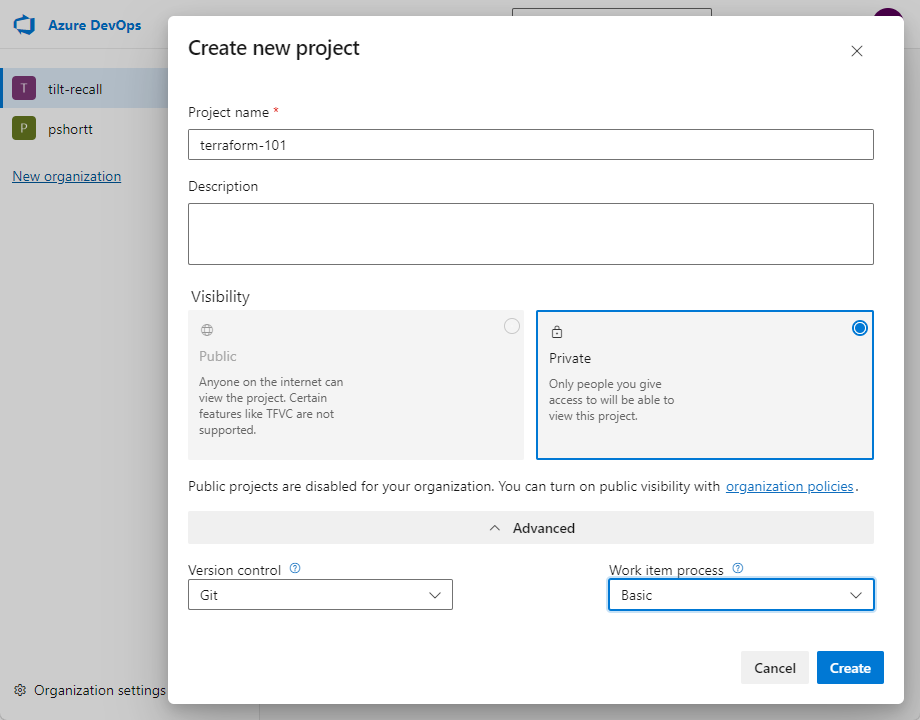 Azure DevOps
T tilt-recall
P pshortt
New organization
Organization settings
Create new project
Project name *
terraform-101
Description
Visibility
Public
Anyone on the internet can
view the project. Certain
features like TFVC are not
supported.
Private
Only people you give
access to will be able to
view this project.
Public projects are disabled for your organization. You can turn on public visibility with organization policies.
Advanced
Version control ?
Git
Work item process ?
Basic
Cancel
Create